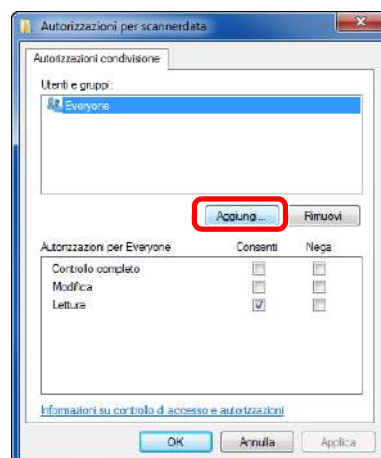 Autorizzazioni per scannerdata
Autorizzazioni condivisione
Utenti e gruppi:
Everyone
Aggiungi... Rimuovi
Autorizzazioni per Everyone Consenti Nega
Controllo completo
Modifica
Lettura
Informazioni su controllo di accesso e autorizzazioni
OK Annulla Applica